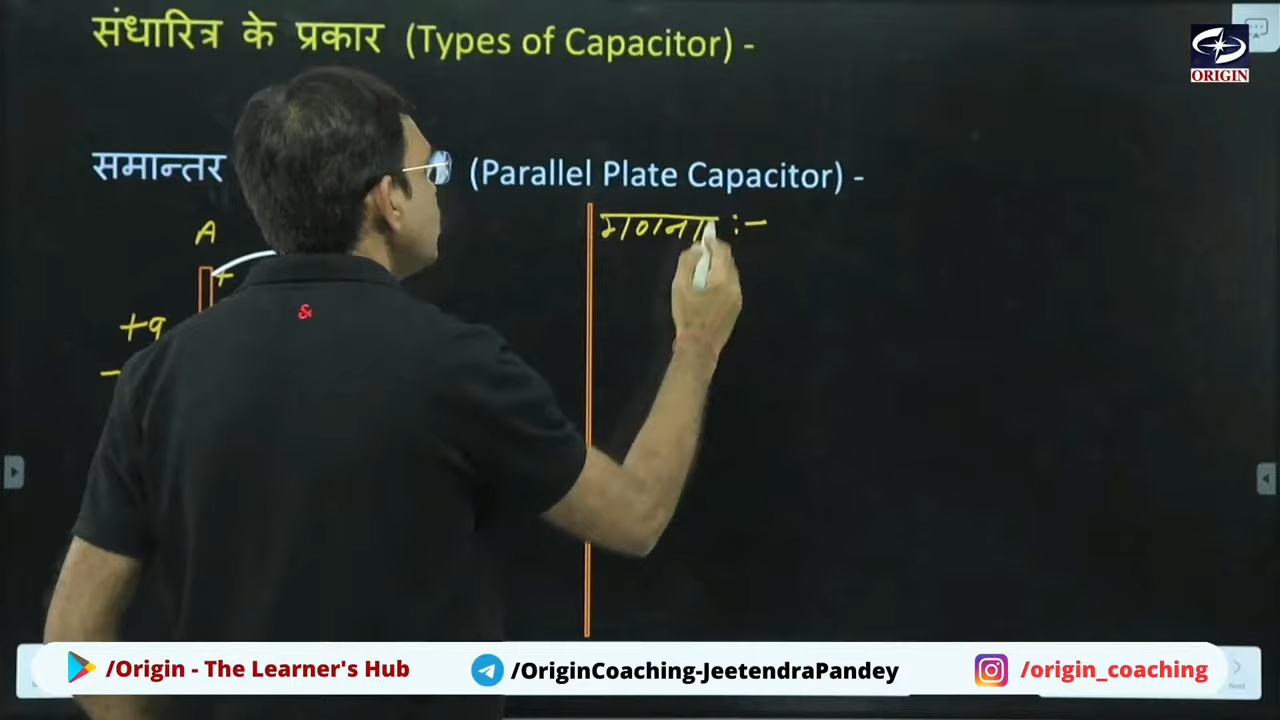 संधारित्र के प्रकार (Types of Capacitor) -
ORIGIN
समान्तर (Parallel Plate Capacitor) -
A
गणना :-
+
&
+q
-
/Origin - The Learner's Hub
/OriginCoaching-JeetendraPandey
/origin_coaching